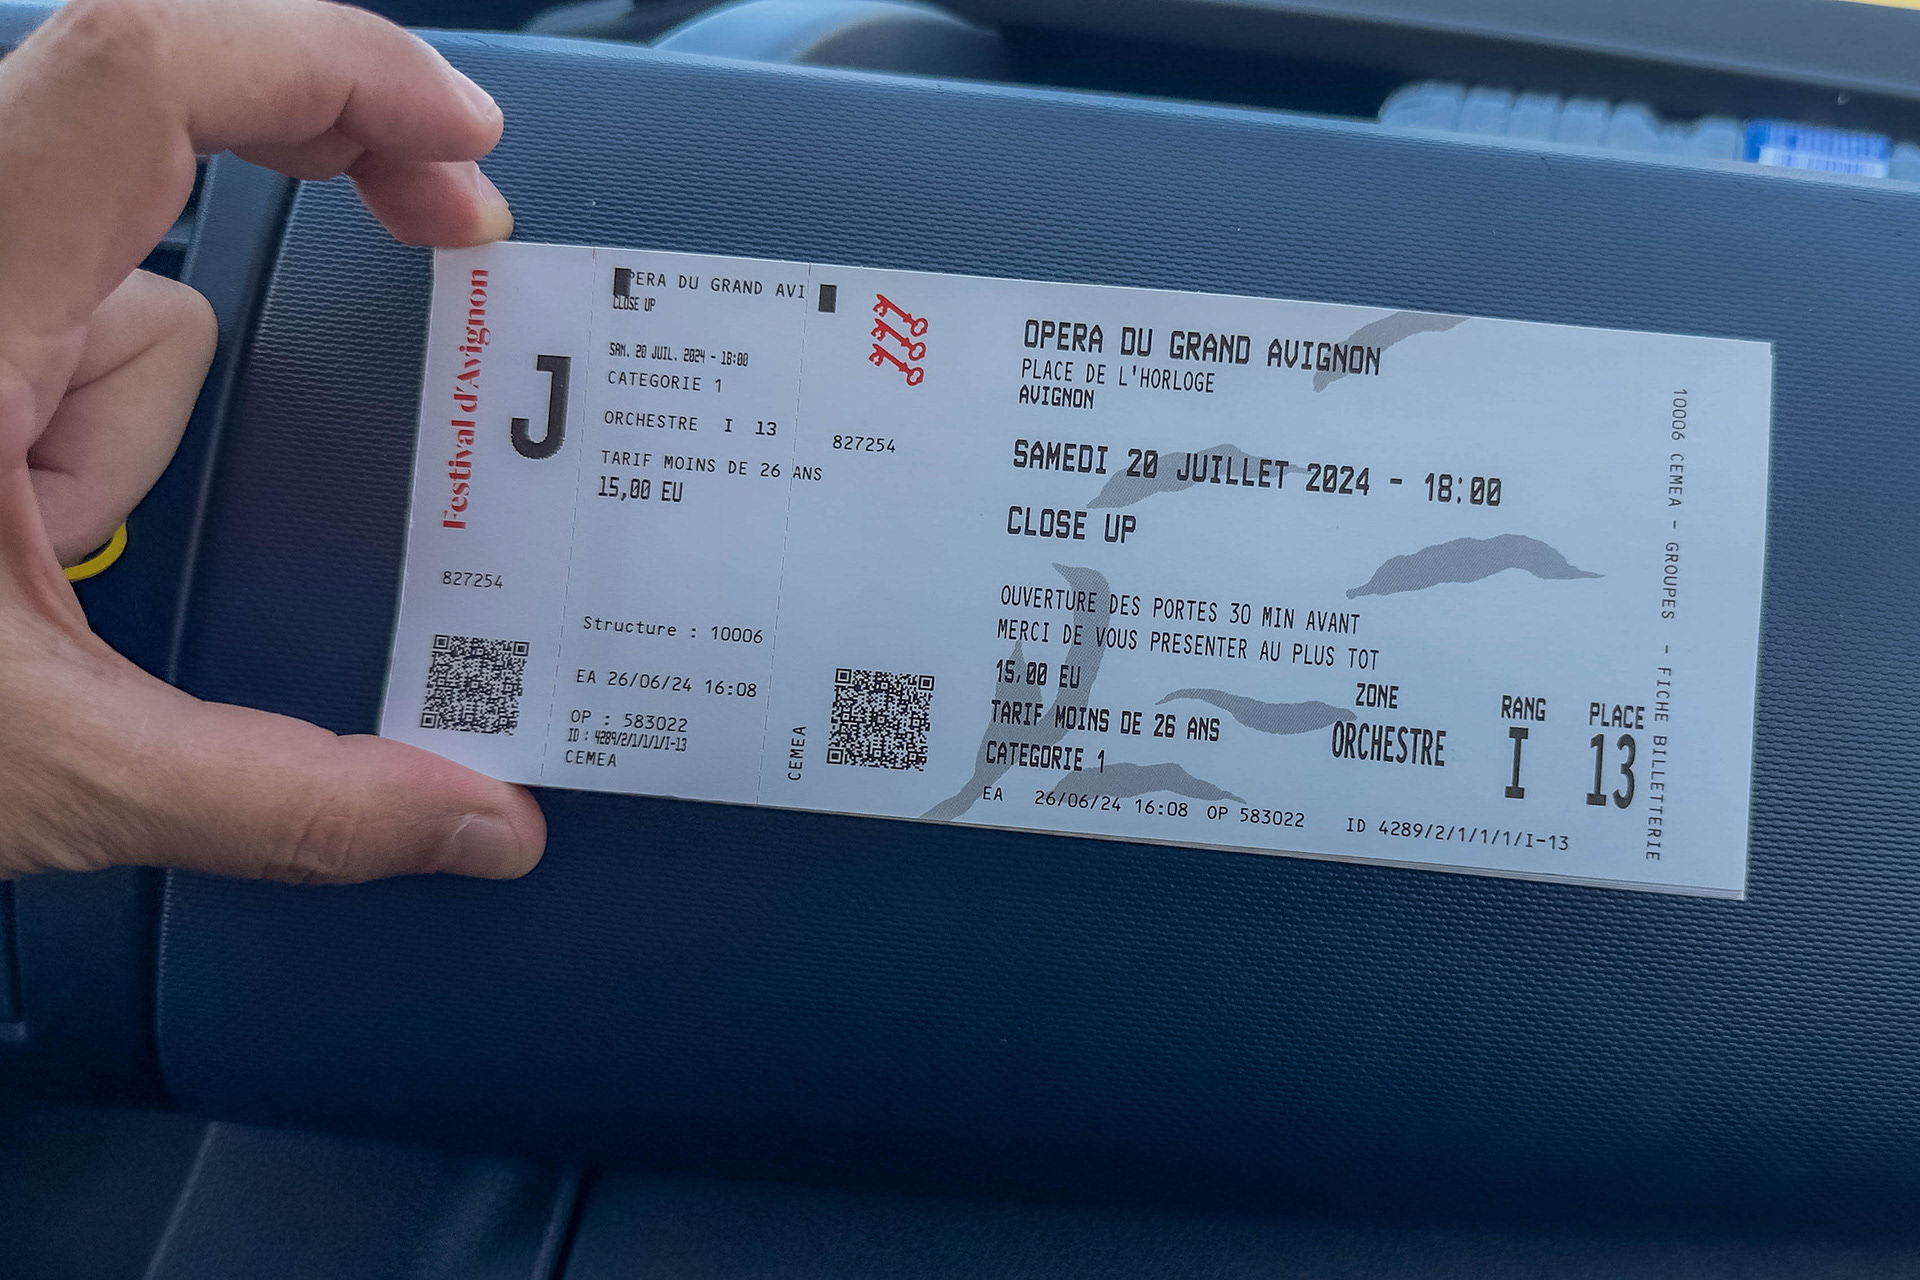 Festival d'Avignon
J
827254
PERA DU GRAND AVI
CLOSE UP
SAM. 20 JUIL. 2024 - 18:00
CATEGORIE 1
ORCHESTRE I 13
TARIF MOINS DE 26 ANS
15,00 EU
Structure : 10006
EA 26/06/24 16:08
OP : 583022
ID : 4289/2/1/1/1/I-13
CEMEA
827254
CEMEA
OPERA DU GRAND AVIGNON
PLACE DE L'HORLOGE
AVIGNON
SAMEDI 20 JUILLET 2024 - 18:00
CLOSE UP
OUVERTURE DES PORTES 30 MIN AVANT
MERCI DE VOUS PRESENTER AU PLUS TOT
15,00 EU
TARIF MOINS DE 26 ANS
CATEGORIE 1
ZONE RANG PLACE
ORCHESTRE I 13
EA 26/06/24 16:08 OP 583022 ID 4289/2/1/1/1/I-13
10006 CEMEA - GROUPES - FICHE BILLETTERIE